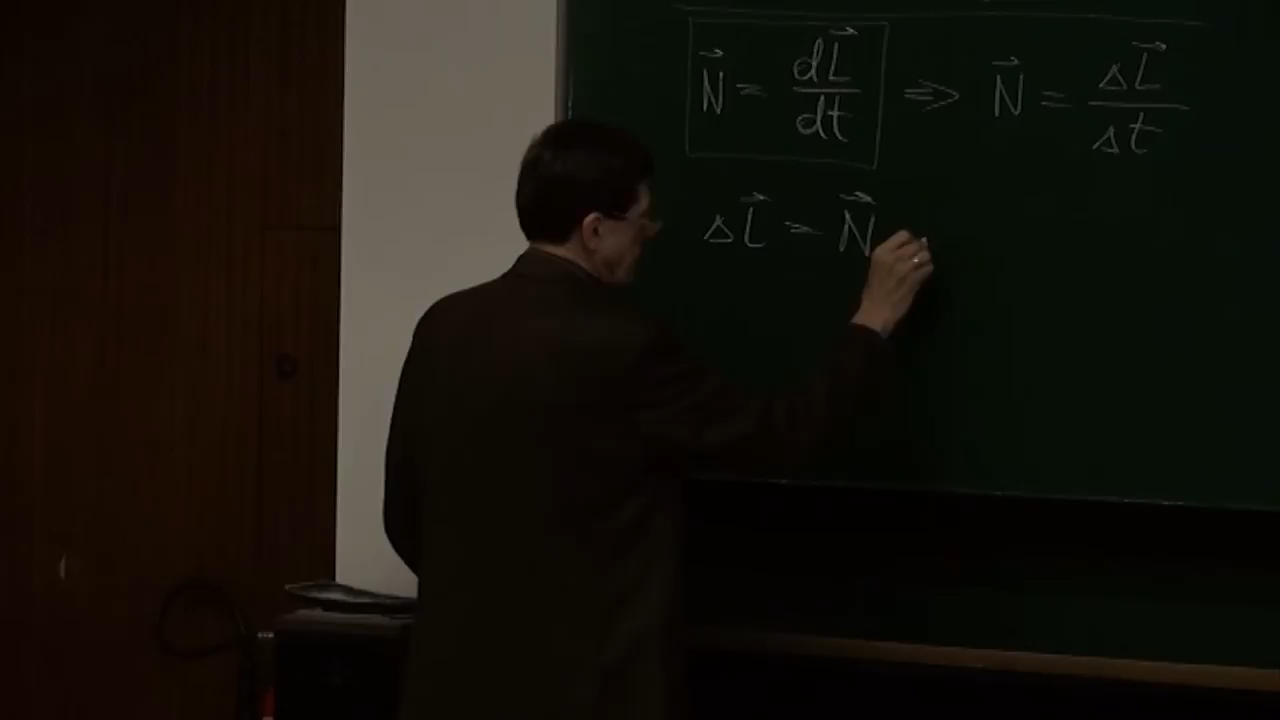 N⃗ = dL⃗/dt ⇒ N⃗ = ΔL⃗/Δt
ΔL⃗ = N⃗